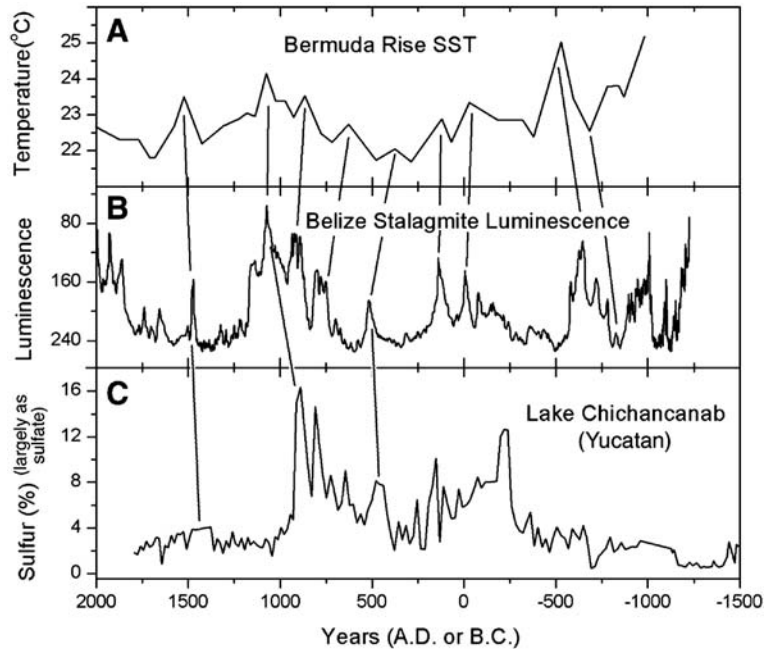 A
Bermuda Rise SST
Temperature(°C)
25
24
23
22
B
Belize Stalagmite Luminescence
Luminescence
80
160
240
C
Lake Chichancanab
(Yucatan)
Sulfur (%) (largely as
sulfate)
16
12
8
4
0
2000 1500 1000 500 0 -500 -1000 -1500
Years (A.D. or B.C.)